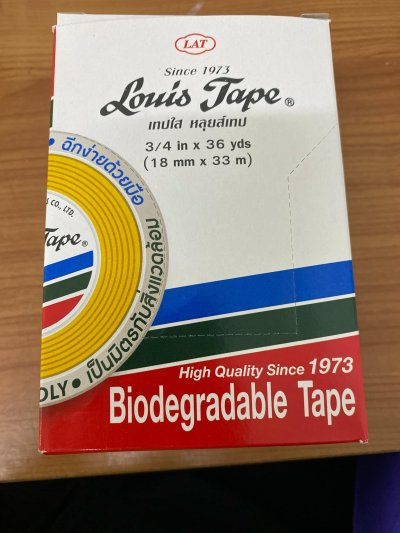 LAT
Since 1973
Louis Tape ®
เทปใส หลุยส์เทป
3/4 in x 36 yds
(18 mm x 33 m)
• ฉีกง่ายด้วยมือ
CO., LTD.
Tape®
DLY • เป็นมิตรกับสิ่งแวดล้อม
High Quality Since 1973
Biodegradable Tape